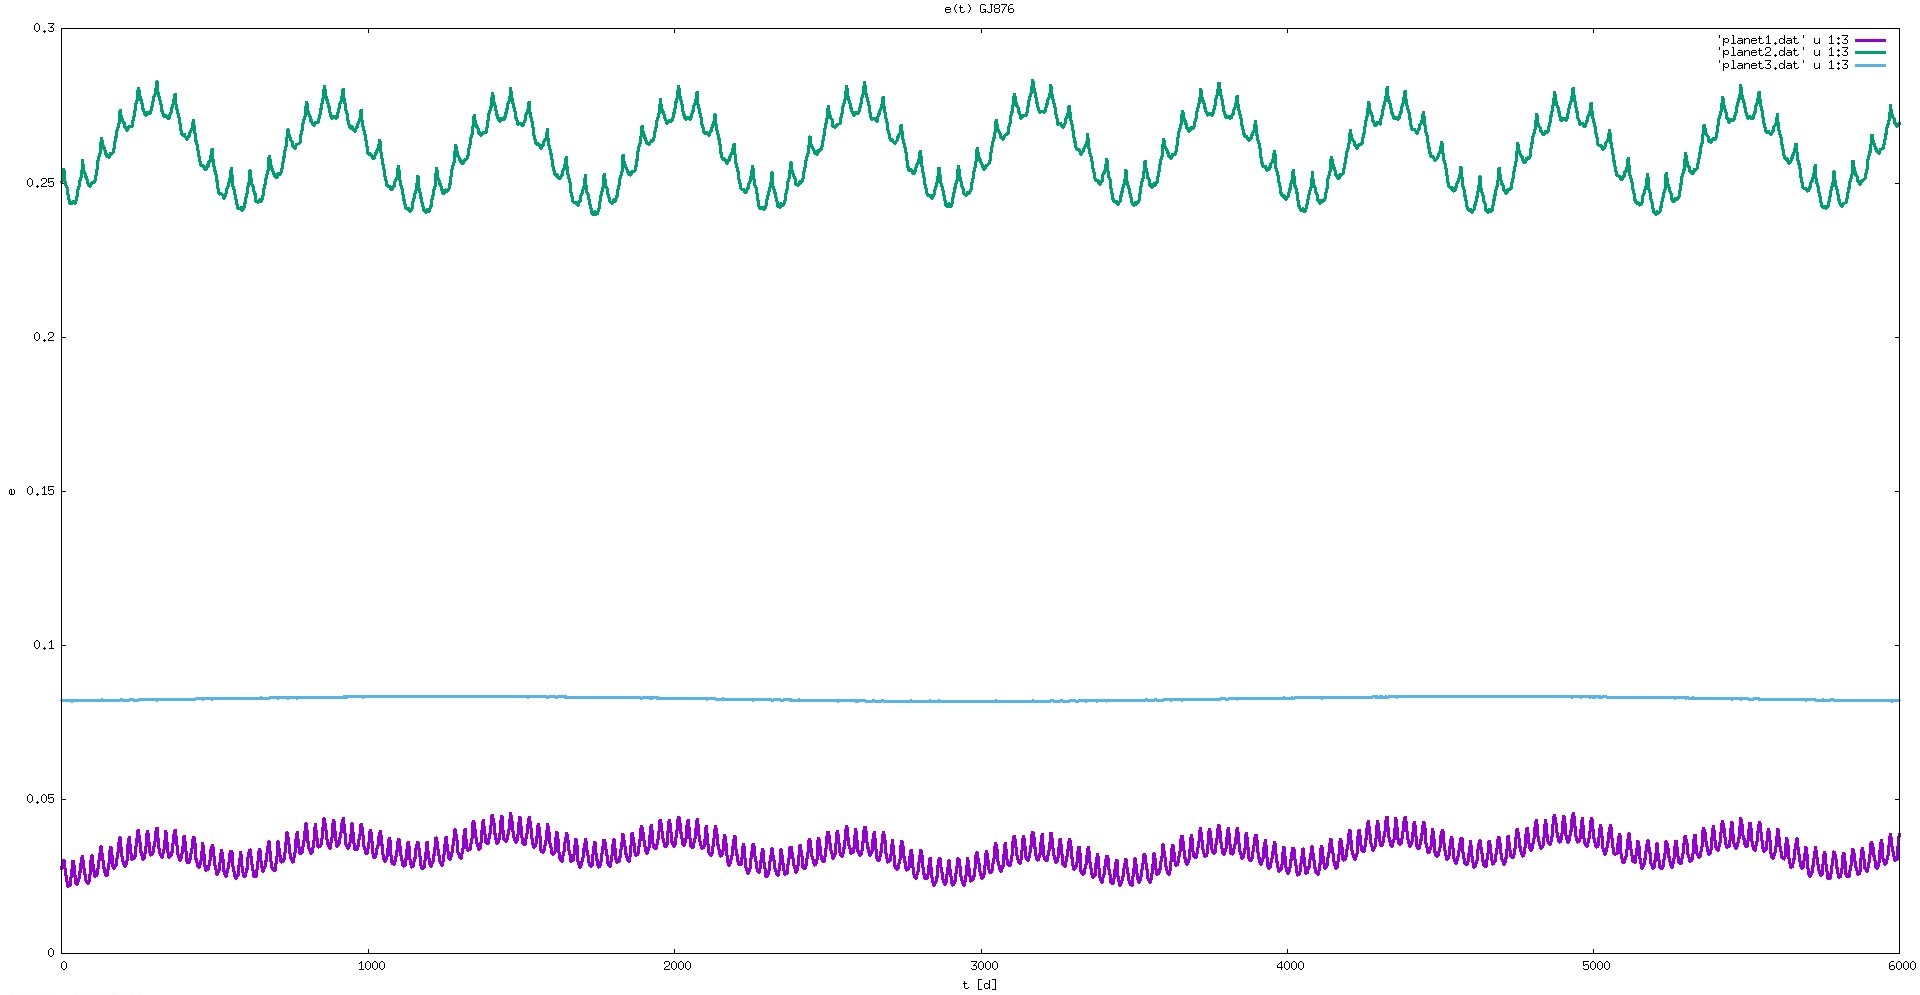 e(t) GJ876
'planet1.dat' u 1:3
'planet2.dat' u 1:3
'planet3.dat' u 1:3
0.3
0.25
0.2
0.15
0.1
0.05
0
e
0 1000 2000 3000 4000 5000 6000
t [d]